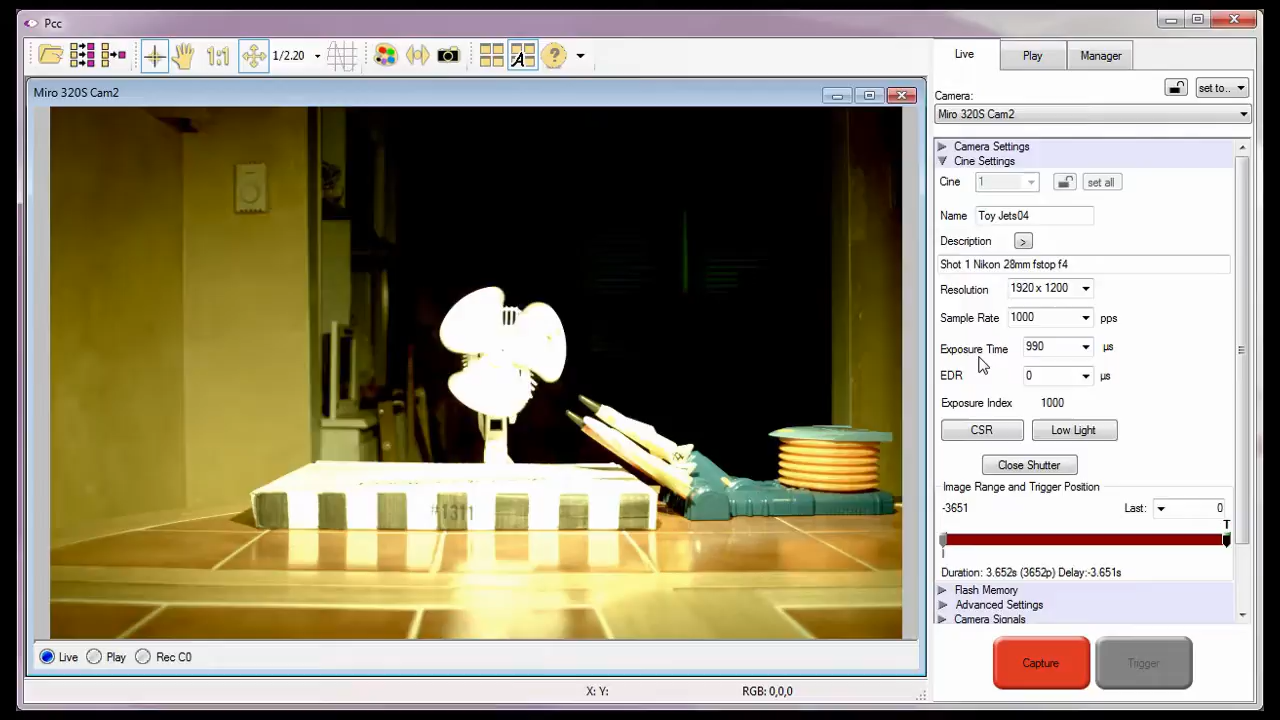 Pcc
1:1 1/2.20 A ?
Live Play Manager
Miro 320S Cam2
Camera:
set to..
Miro 320S Cam2
Camera Settings
Cine Settings
Cine 1 set all
Name Toy Jets04
Description >
Shot 1 Nikon 28mm fstop f4
Resolution 1920 x 1200
Sample Rate 1000 pps
Exposure Time 990 µs
EDR 0 µs
Exposure Index 1000
CSR Low Light
Close Shutter
Image Range and Trigger Position
-3651 Last: 0
T
I
Duration: 3.652s (3652p) Delay:-3.651s
Flash Memory
Advanced Settings
Camera Signals
#1311
Live Play Rec C0
Capture Trigger
X: Y: RGB: 0,0,0